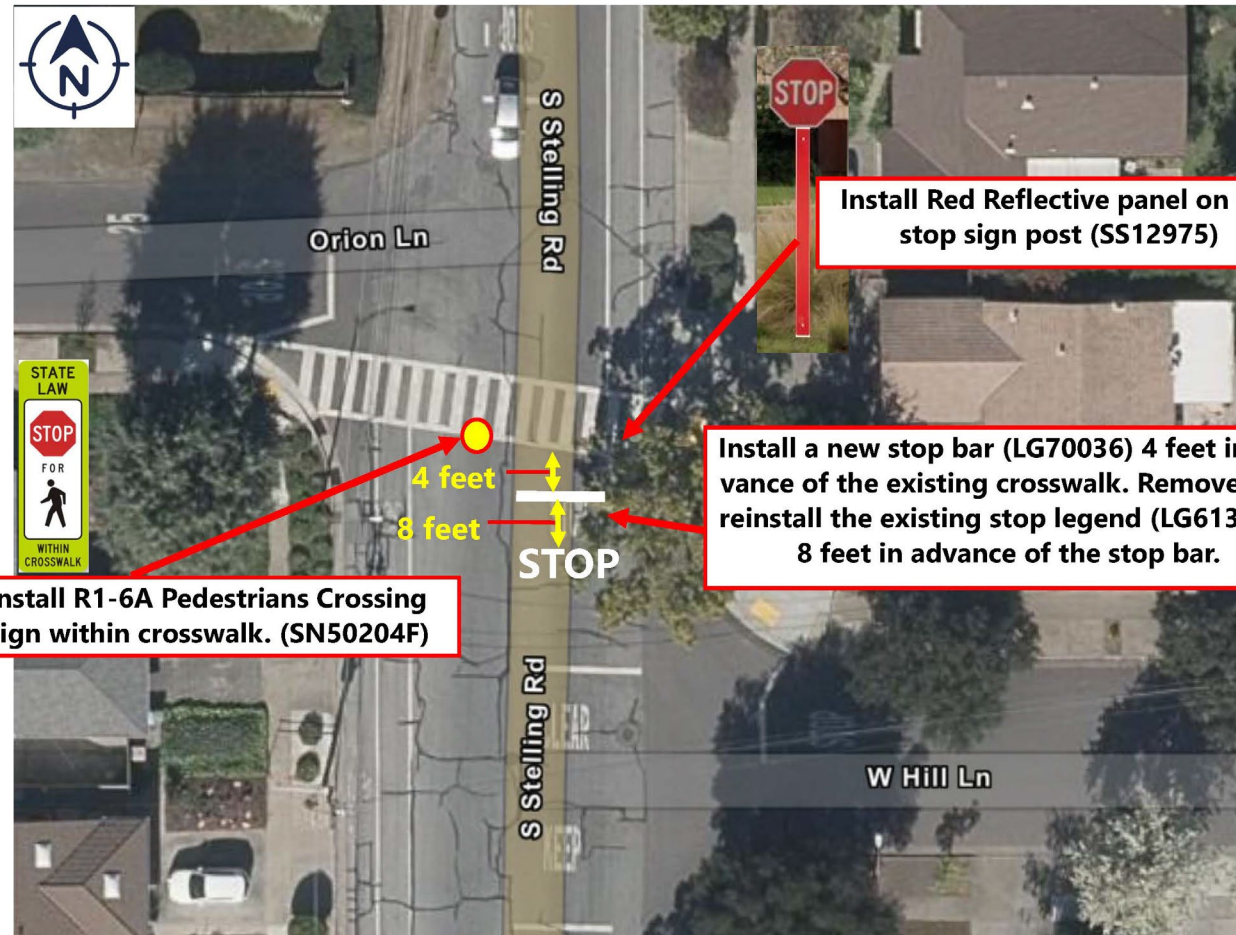 N
S Stelling Rd
STOP
Install Red Reflective panel on
stop sign post (SS12975)
25
Orion Ln
STATE
LAW
STOP
FOR
WITHIN
CROSSWALK
4 feet
8 feet
STOP
Install a new stop bar (LG70036) 4 feet in
vance of the existing crosswalk. Remove
reinstall the existing stop legend (LG613
8 feet in advance of the stop bar.
nstall R1-6A Pedestrians Crossing
ign within crosswalk. (SN50204F)
S Stelling Rd
CLEAR
W Hill Ln
KEEP